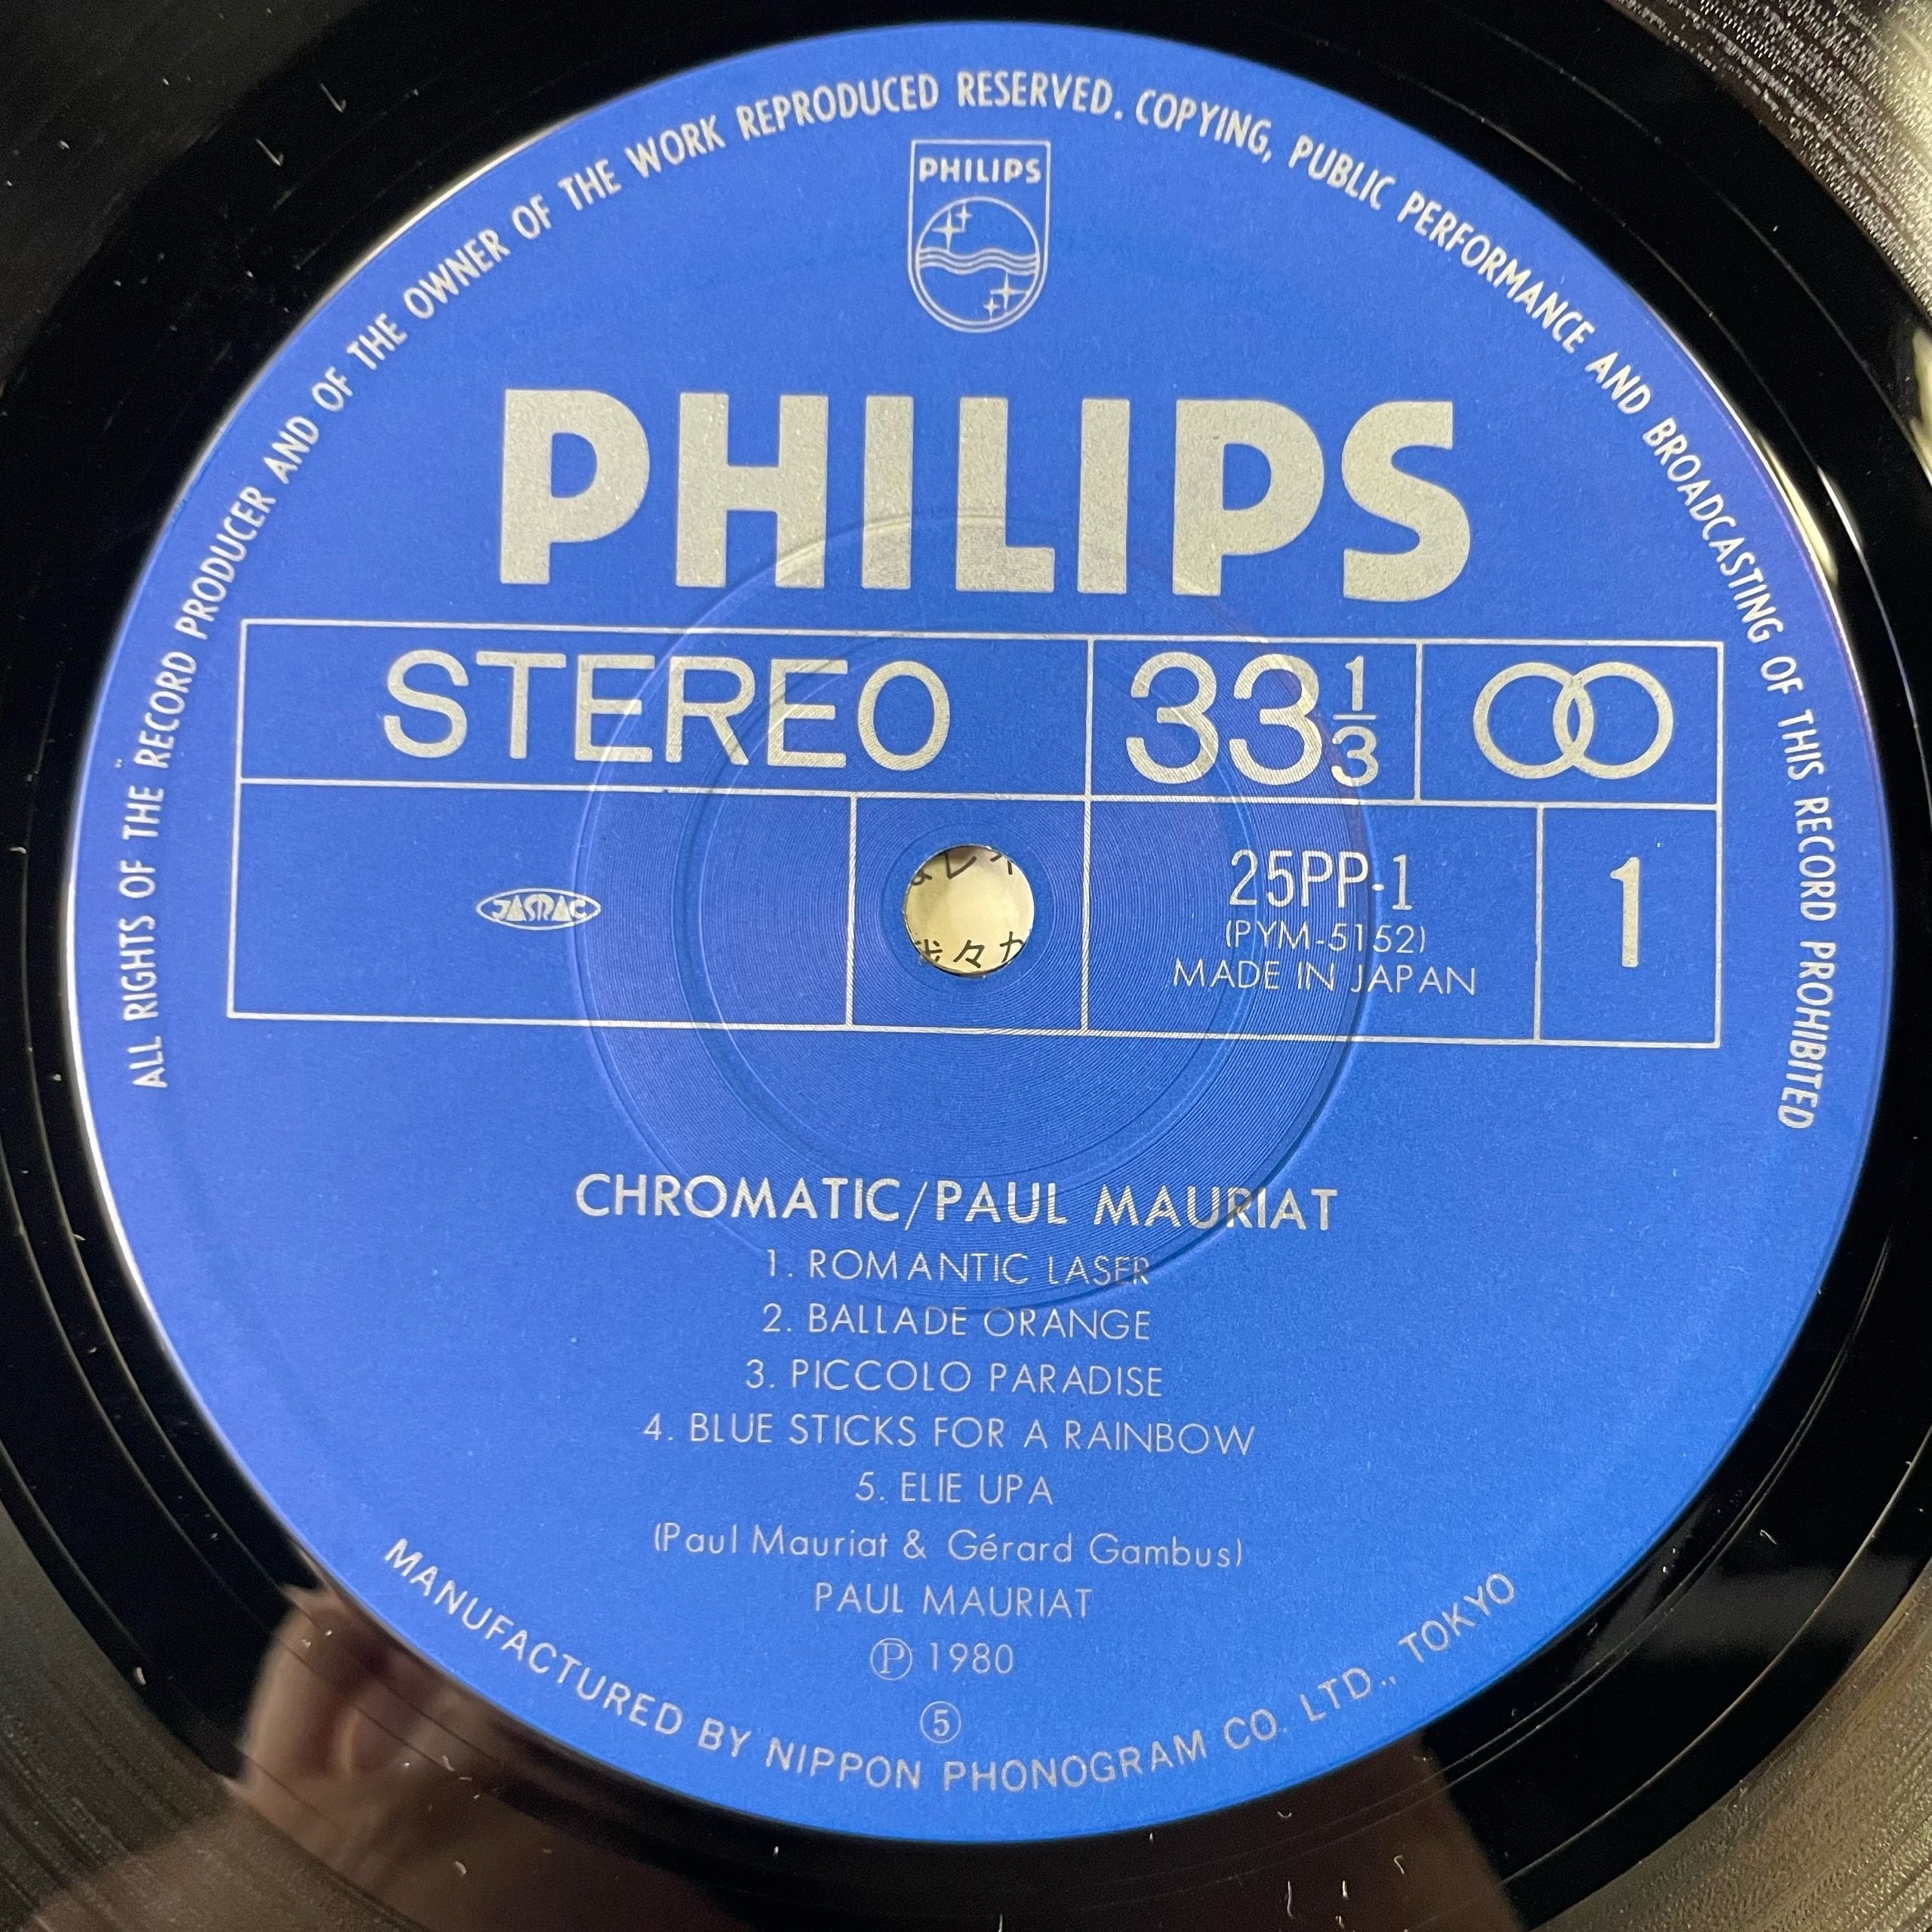 ALL RIGHTS OF THE RECORD PRODUCER AND OF THE OWNER OF THE WORK REPRODUCED RESERVED. COPYING, PUBLIC PERFORMANCE AND BROADCASTING OF THIS RECORD PROHIBITED
PHILIPS
PHILIPS
STEREO 33 1/3
JASRAC
25PP-1
1
(PYM-5152)
MADE IN JAPAN
CHROMATIC/PAUL MAURIAT
1. ROMANTIC LASER
2. BALLADE ORANGE
3. PICCOLO PARADISE
4. BLUE STICKS FOR A RAINBOW
5. ELIE UPA
(Paul Mauriat & Gérard Gambus)
PAUL MAURIAT
Ⓟ 1980
⑤
MANUFACTURED BY NIPPON PHONOGRAM CO. LTD., TOKYO